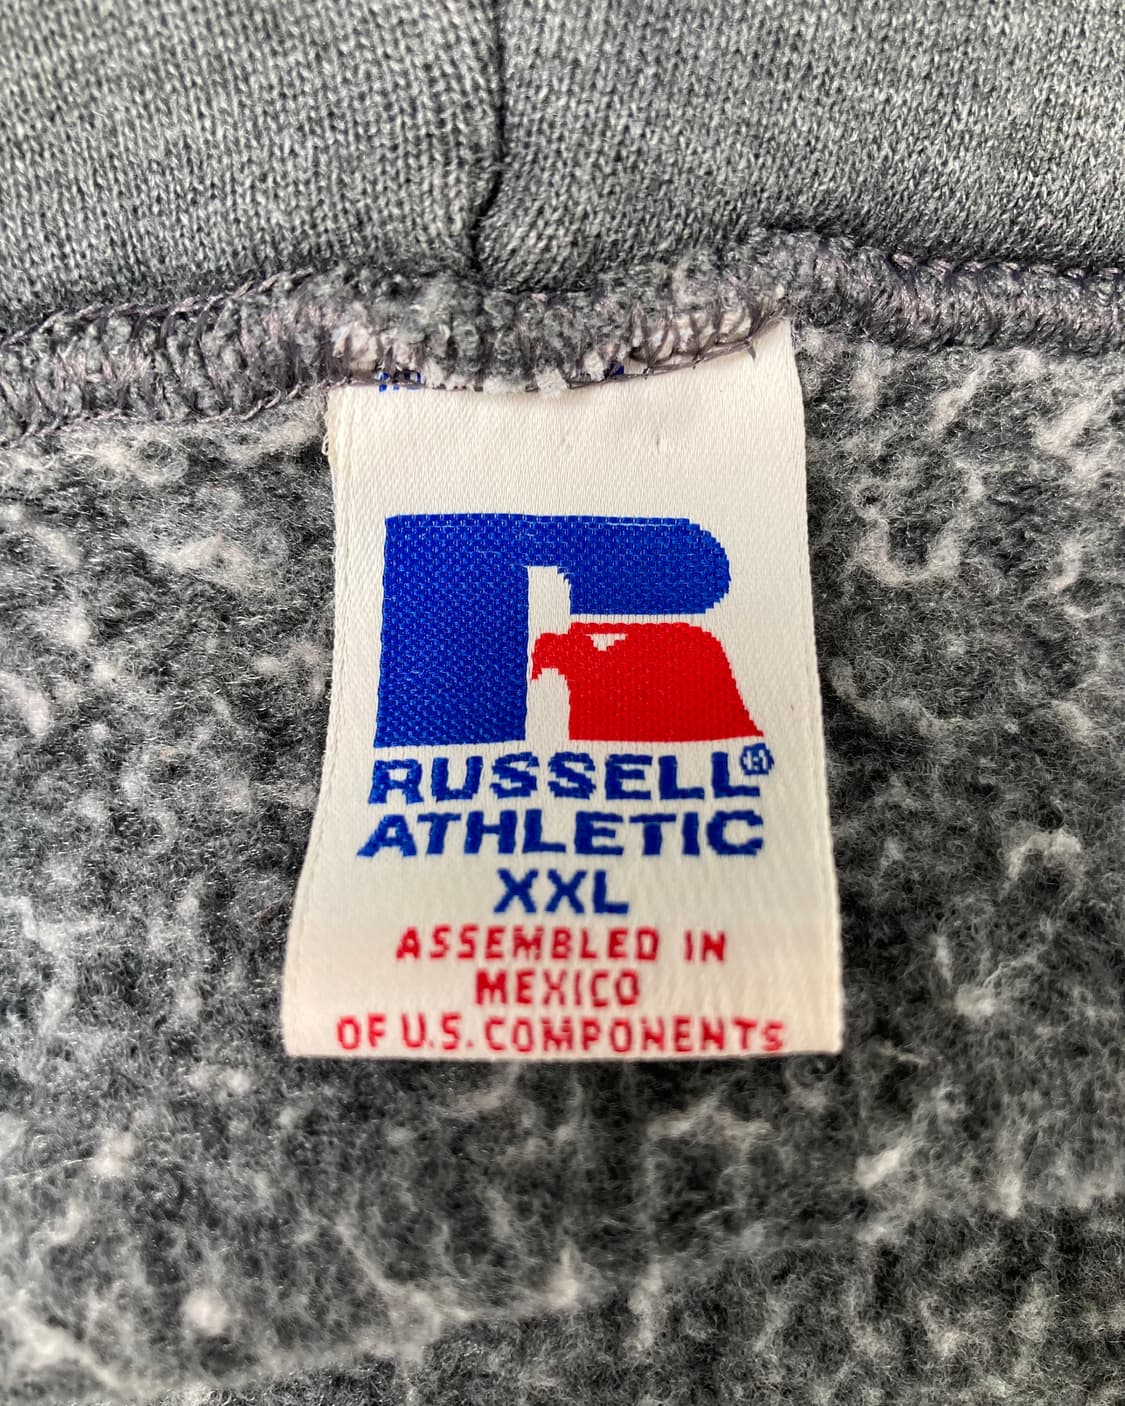 RUSSELL®
ATHLETIC
XXL
ASSEMBLED IN
MEXICO
OF U.S. COMPONENTS